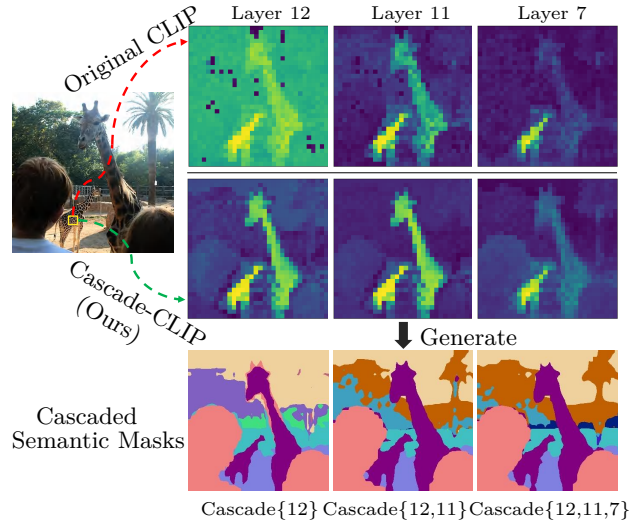 Layer 12 Layer 11 Layer 7
Original CLIP
Cascade-CLIP
(Ours)
Generate
Cascaded
Semantic Masks
Cascade{12} Cascade{12,11} Cascade{12,11,7}